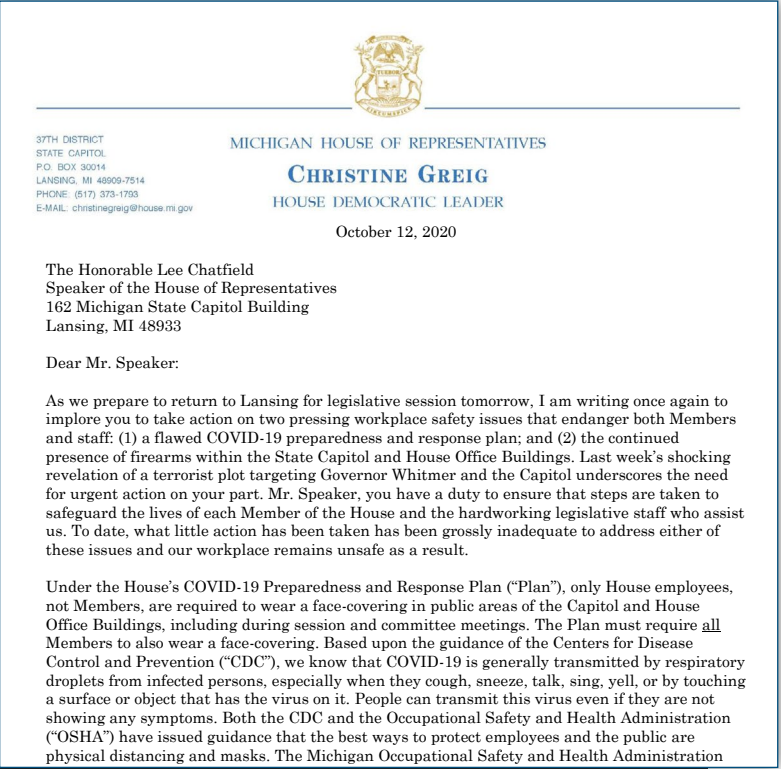 TUEBOR
CIRCUMSPICE
37TH DISTRICT
STATE CAPITOL
P.O. BOX 30014
LANSING, MI 48909-7514
PHONE: (517) 373-1793
E-MAIL: christinegreig@house.mi.gov
MICHIGAN HOUSE OF REPRESENTATIVES
CHRISTINE GREIG
HOUSE DEMOCRATIC LEADER
October 12, 2020
The Honorable Lee Chatfield
Speaker of the House of Representatives
162 Michigan State Capitol Building
Lansing, MI 48933
Dear Mr. Speaker:
As we prepare to return to Lansing for legislative session tomorrow, I am writing once again to
implore you to take action on two pressing workplace safety issues that endanger both Members
and staff: (1) a flawed COVID-19 preparedness and response plan; and (2) the continued
presence of firearms within the State Capitol and House Office Buildings. Last week's shocking
revelation of a terrorist plot targeting Governor Whitmer and the Capitol underscores the need
for urgent action on your part. Mr. Speaker, you have a duty to ensure that steps are taken to
safeguard the lives of each Member of the House and the hardworking legislative staff who assist
us. To date, what little action has been taken has been grossly inadequate to address either of
these issues and our workplace remains unsafe as a result.
Under the House's COVID-19 Preparedness and Response Plan ("Plan"), only House employees,
not Members, are required to wear a face-covering in public areas of the Capitol and House
Office Buildings, including during session and committee meetings. The Plan must require all
Members to also wear a face-covering. Based upon the guidance of the Centers for Disease
Control and Prevention ("CDC"), we know that COVID-19 is generally transmitted by respiratory
droplets from infected persons, especially when they cough, sneeze, talk, sing, yell, or by touching
a surface or object that has the virus on it. People can transmit this virus even if they are not
showing any symptoms. Both the CDC and the Occupational Safety and Health Administration
("OSHA") have issued guidance that the best ways to protect employees and the public are
physical distancing and masks. The Michigan Occupational Safety and Health Administration